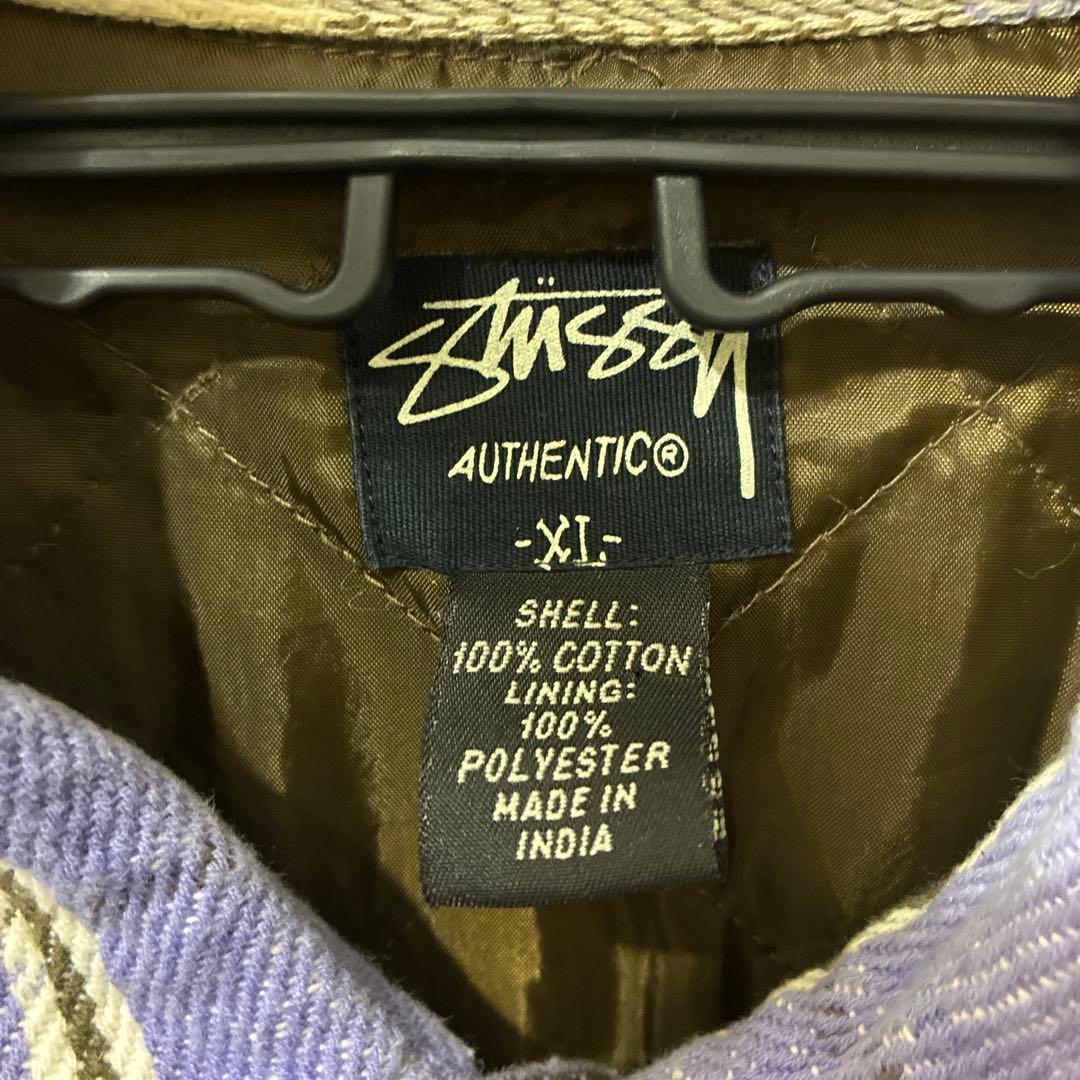 Stüssy
AUTHENTIC®
-XL-
SHELL:
100% COTTON
LINING:
100%
POLYESTER
MADE IN
INDIA